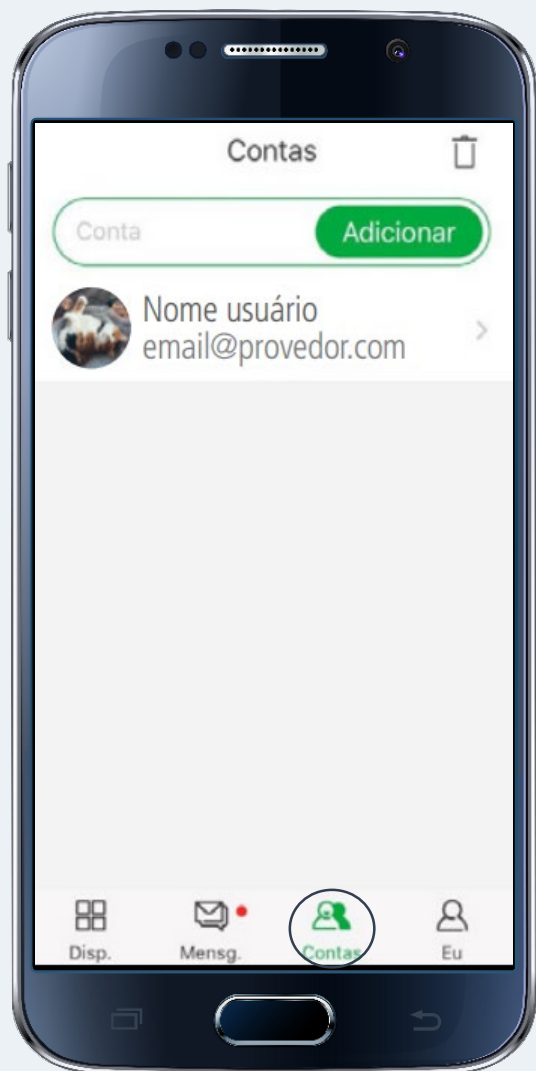 Contas
Conta
Adicionar
Nome usuário
email@provedor.com
Disp.
Mensg.
Contas
Eu